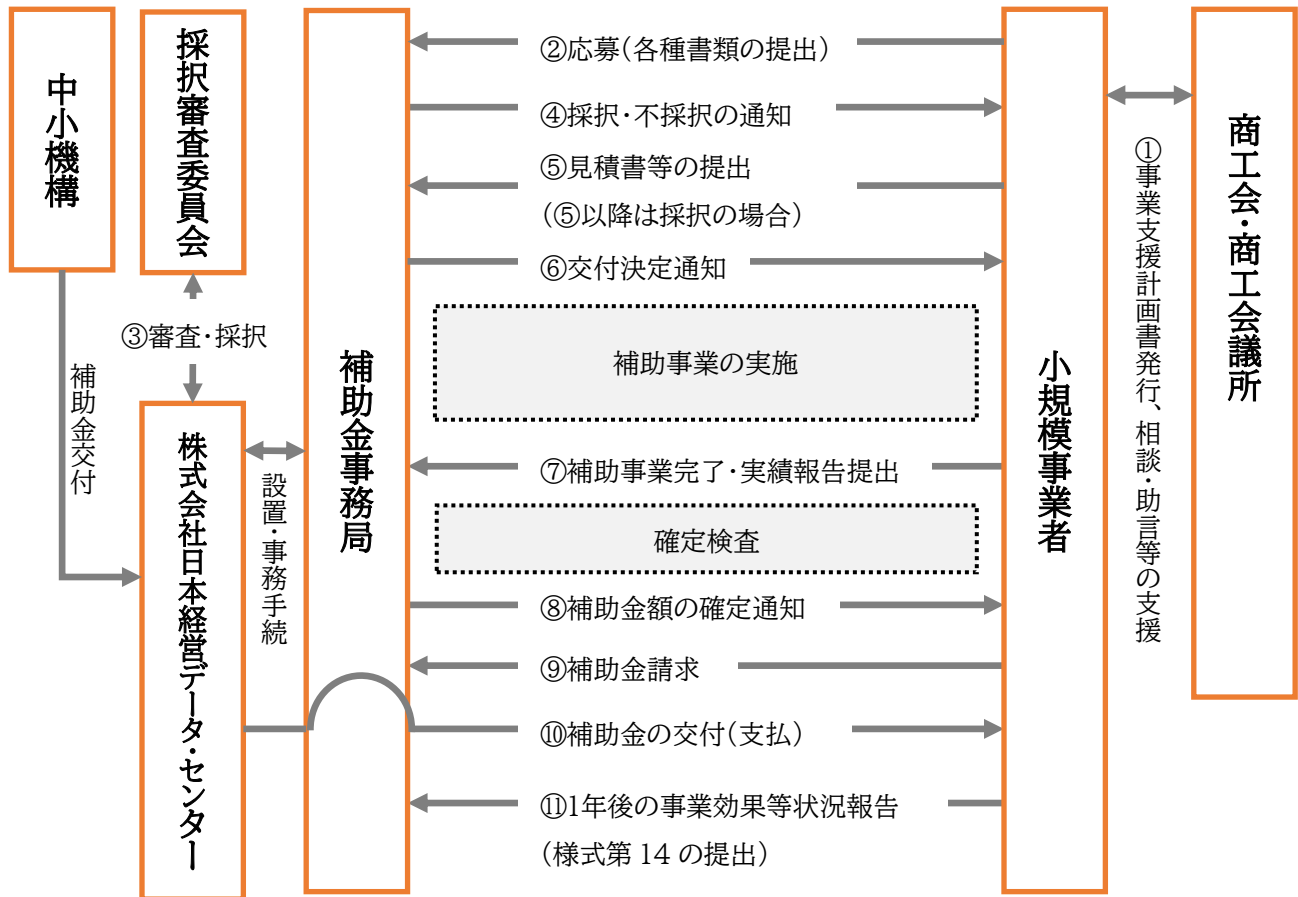 中小機構
採択審査委員会
③審査・採択
補助金交付
株式会社日本経営データ・センター
設置・事務手続
補助金事務局
②応募（各種書類の提出）
④採択・不採択の通知
⑤見積書等の提出
（⑤以降は採択の場合）
⑥交付決定通知
補助事業の実施
⑦補助事業完了・実績報告提出
確定検査
⑧補助金額の確定通知
⑨補助金請求
⑩補助金の交付（支払）
⑪1年後の事業効果等状況報告
（様式第 14 の提出）
小規模事業者
①事業支援計画書発行、相談・助言等の支援
商工会・商工会議所